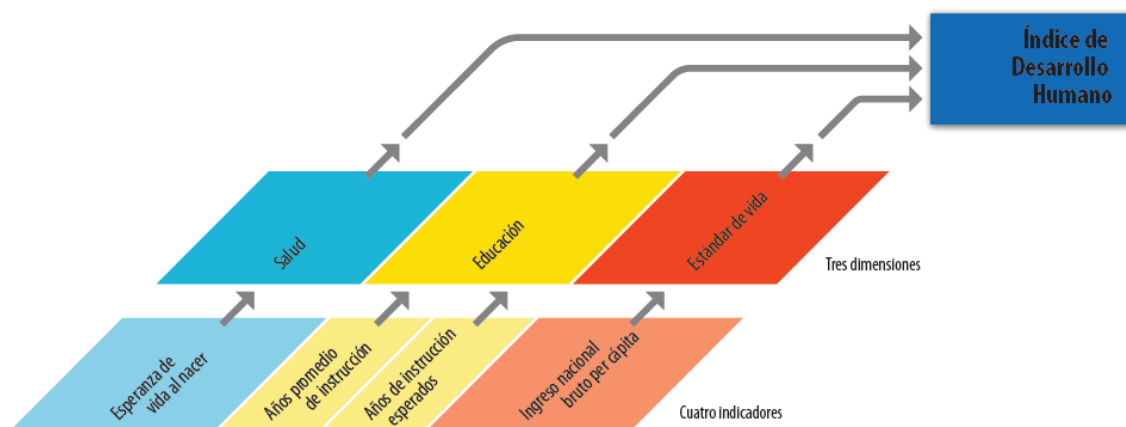 Índice de
Desarrollo
Humano
Salud
Educación
Estándar de vida
Tres dimensiones
Esperanza de
vida al nacer
Años promedio
de instrucción
Años de instrucción
esperados
Ingreso nacional
bruto per cápita
Cuatro indicadores